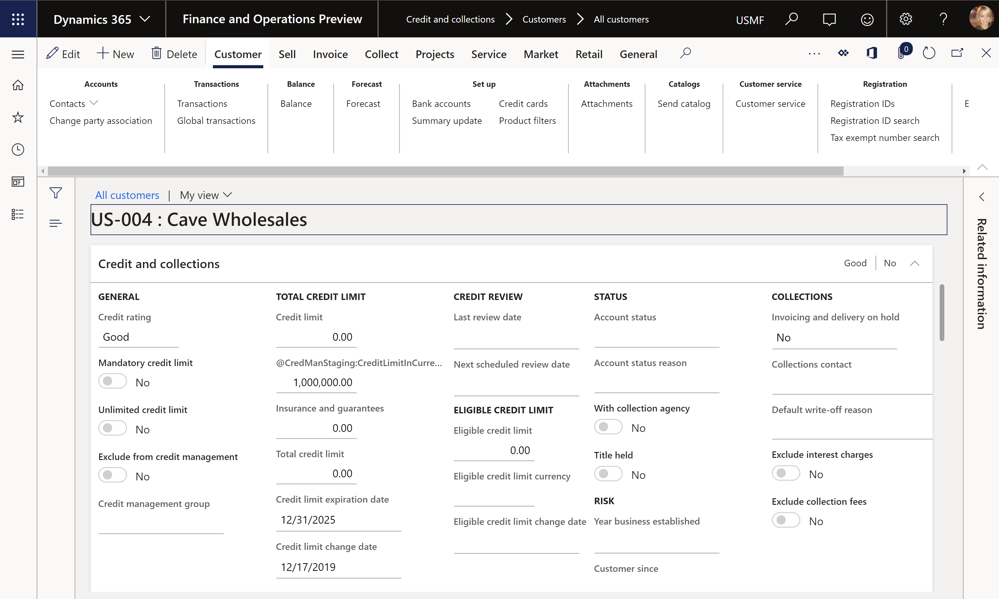 Dynamics 365
Finance and Operations Preview
Credit and collections
Customers
All customers
USMF
?
Edit
New
Delete
Customer
Sell
Invoice
Collect
Projects
Service
Market
Retail
General
0
Accounts
Contacts
Change party association
Transactions
Transactions
Global transactions
Balance
Balance
Forecast
Forecast
Set up
Bank accounts
Summary update
Credit cards
Product filters
Attachments
Attachments
Catalogs
Send catalog
Customer service
Customer service
Registration
Registration IDs
Registration ID search
Tax exempt number search
E
All customers | My view
US-004 : Cave Wholesales
Credit and collections
Good
No
GENERAL
Credit rating
Good
Mandatory credit limit
No
Unlimited credit limit
No
Exclude from credit management
No
Credit management group
TOTAL CREDIT LIMIT
Credit limit
0.00
@CredManStaging:CreditLimitInCurre...
1,000,000.00
Insurance and guarantees
0.00
Total credit limit
0.00
Credit limit expiration date
12/31/2025
Credit limit change date
12/17/2019
CREDIT REVIEW
Last review date
Next scheduled review date
ELIGIBLE CREDIT LIMIT
Eligible credit limit
0.00
Eligible credit limit currency
Eligible credit limit change date
STATUS
Account status
Account status reason
With collection agency
No
Title held
No
RISK
Year business established
Customer since
COLLECTIONS
Invoicing and delivery on hold
No
Collections contact
Default write-off reason
Exclude interest charges
No
Exclude collection fees
No
Related information